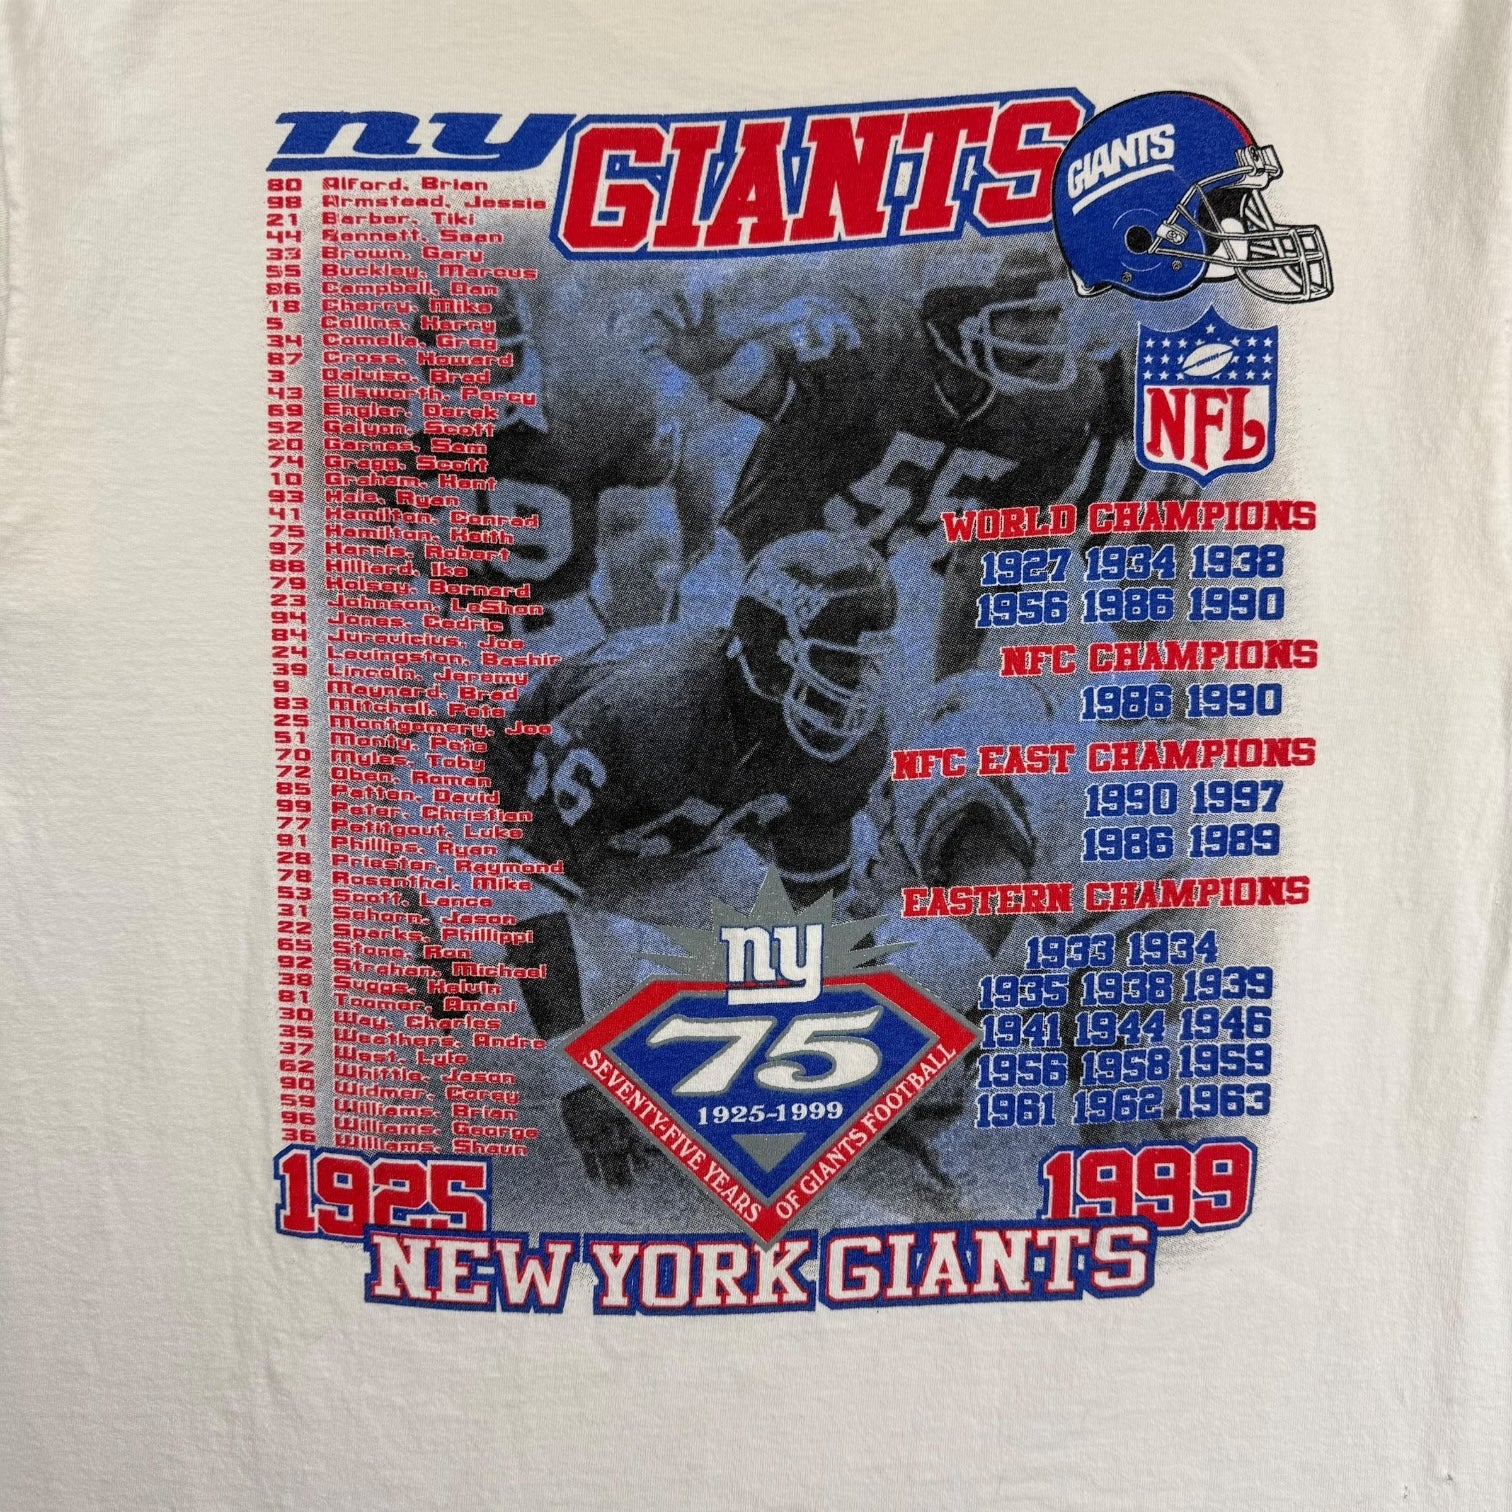 ny GIANTS
GIANTS
80 Alford, Brian
98 Armstead, Jessie
21 Barber, Tiki
44 Bennett, Sean
33 Brown, Gary
55 Buckley, Marcus
86 Campbell, Dan
18 Cherry, Mike
5 Collins, Kerry
34 Comella, Greg
87 Cross, Howard
3 Daluiso, Brad
43 Ellsworth, Percy
69 Engler, Derek
52 Galyon, Scott
20 Garnes, Sam
74 Gragg, Scott
10 Graham, Kent
93 Hale, Ryan
41 Hamilton, Conrad
75 Hamilton, Keith
97 Harris, Robert
88 Hilliard, Ike
79 Holsey, Bernard
23 Johnson, LeShon
94 Jones, Cedric
84 Jurevicius, Joe
24 Levingston, Bashir
39 Lincoln, Jeremy
9 Maynard, Brad
83 Mitchell, Pete
25 Montgomery, Joe
51 Monty, Pete
70 Myles, Toby
72 Oben, Roman
85 Patten, David
99 Peter, Christian
77 Petitgout, Luke
91 Phillips, Ryan
28 Priester, Raymond
78 Rosenthal, Mike
53 Scott, Lance
31 Sehorn, Jason
22 Sparks, Phillippi
65 Stone, Ron
92 Strahan, Michael
38 Suggs, Kelvin
81 Toomer, Amani
30 Way, Charles
35 Weathers, Andre
37 West, Lyle
62 Whittle, Jason
90 Widmer, Corey
59 Williams, Brian
96 Williams, George
36 Williams, Shaun
NFL
55
56
WORLD CHAMPIONS
1927 1934 1938
1956 1986 1990
NFC CHAMPIONS
1986 1990
NFC EAST CHAMPIONS
1990 1997
1986 1989
EASTERN CHAMPIONS
1933 1934
1935 1938 1939
1941 1944 1946
1956 1958 1959
1961 1962 1963
ny
75
1925-1999
SEVENTY-FIVE YEARS OF GIANTS FOOTBALL
1925 1999
NEW YORK GIANTS